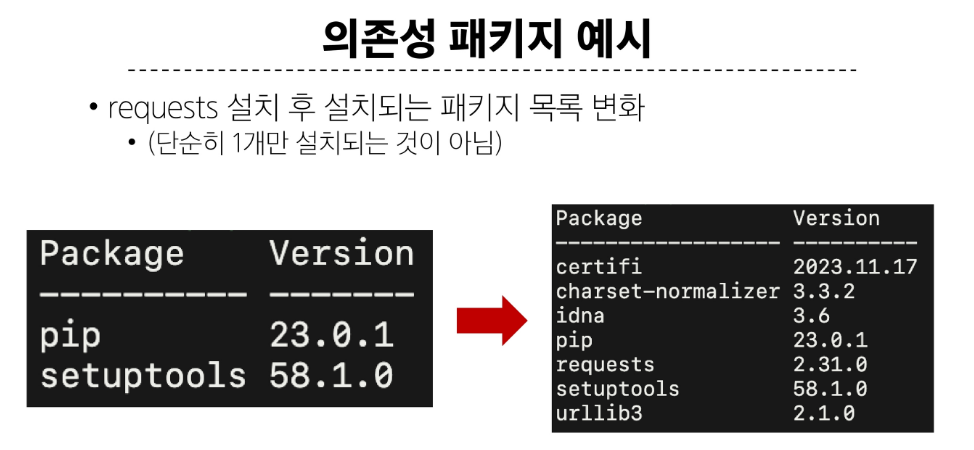 의존성 패키지 예시
• requests 설치 후 설치되는 패키지 목록 변화
• (단순히 1개만 설치되는 것이 아님)
Package Version
---------- -------
pip 23.0.1
setuptools 58.1.0
Package Version
------------------ ----------
certifi 2023.11.17
charset-normalizer 3.3.2
idna 3.6
pip 23.0.1
requests 2.31.0
setuptools 58.1.0
urllib3 2.1.0